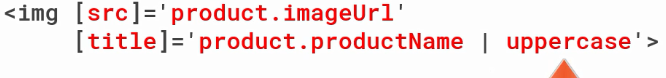 <img [src]='product.imageUrl'
[title]='product.productName | uppercase'>